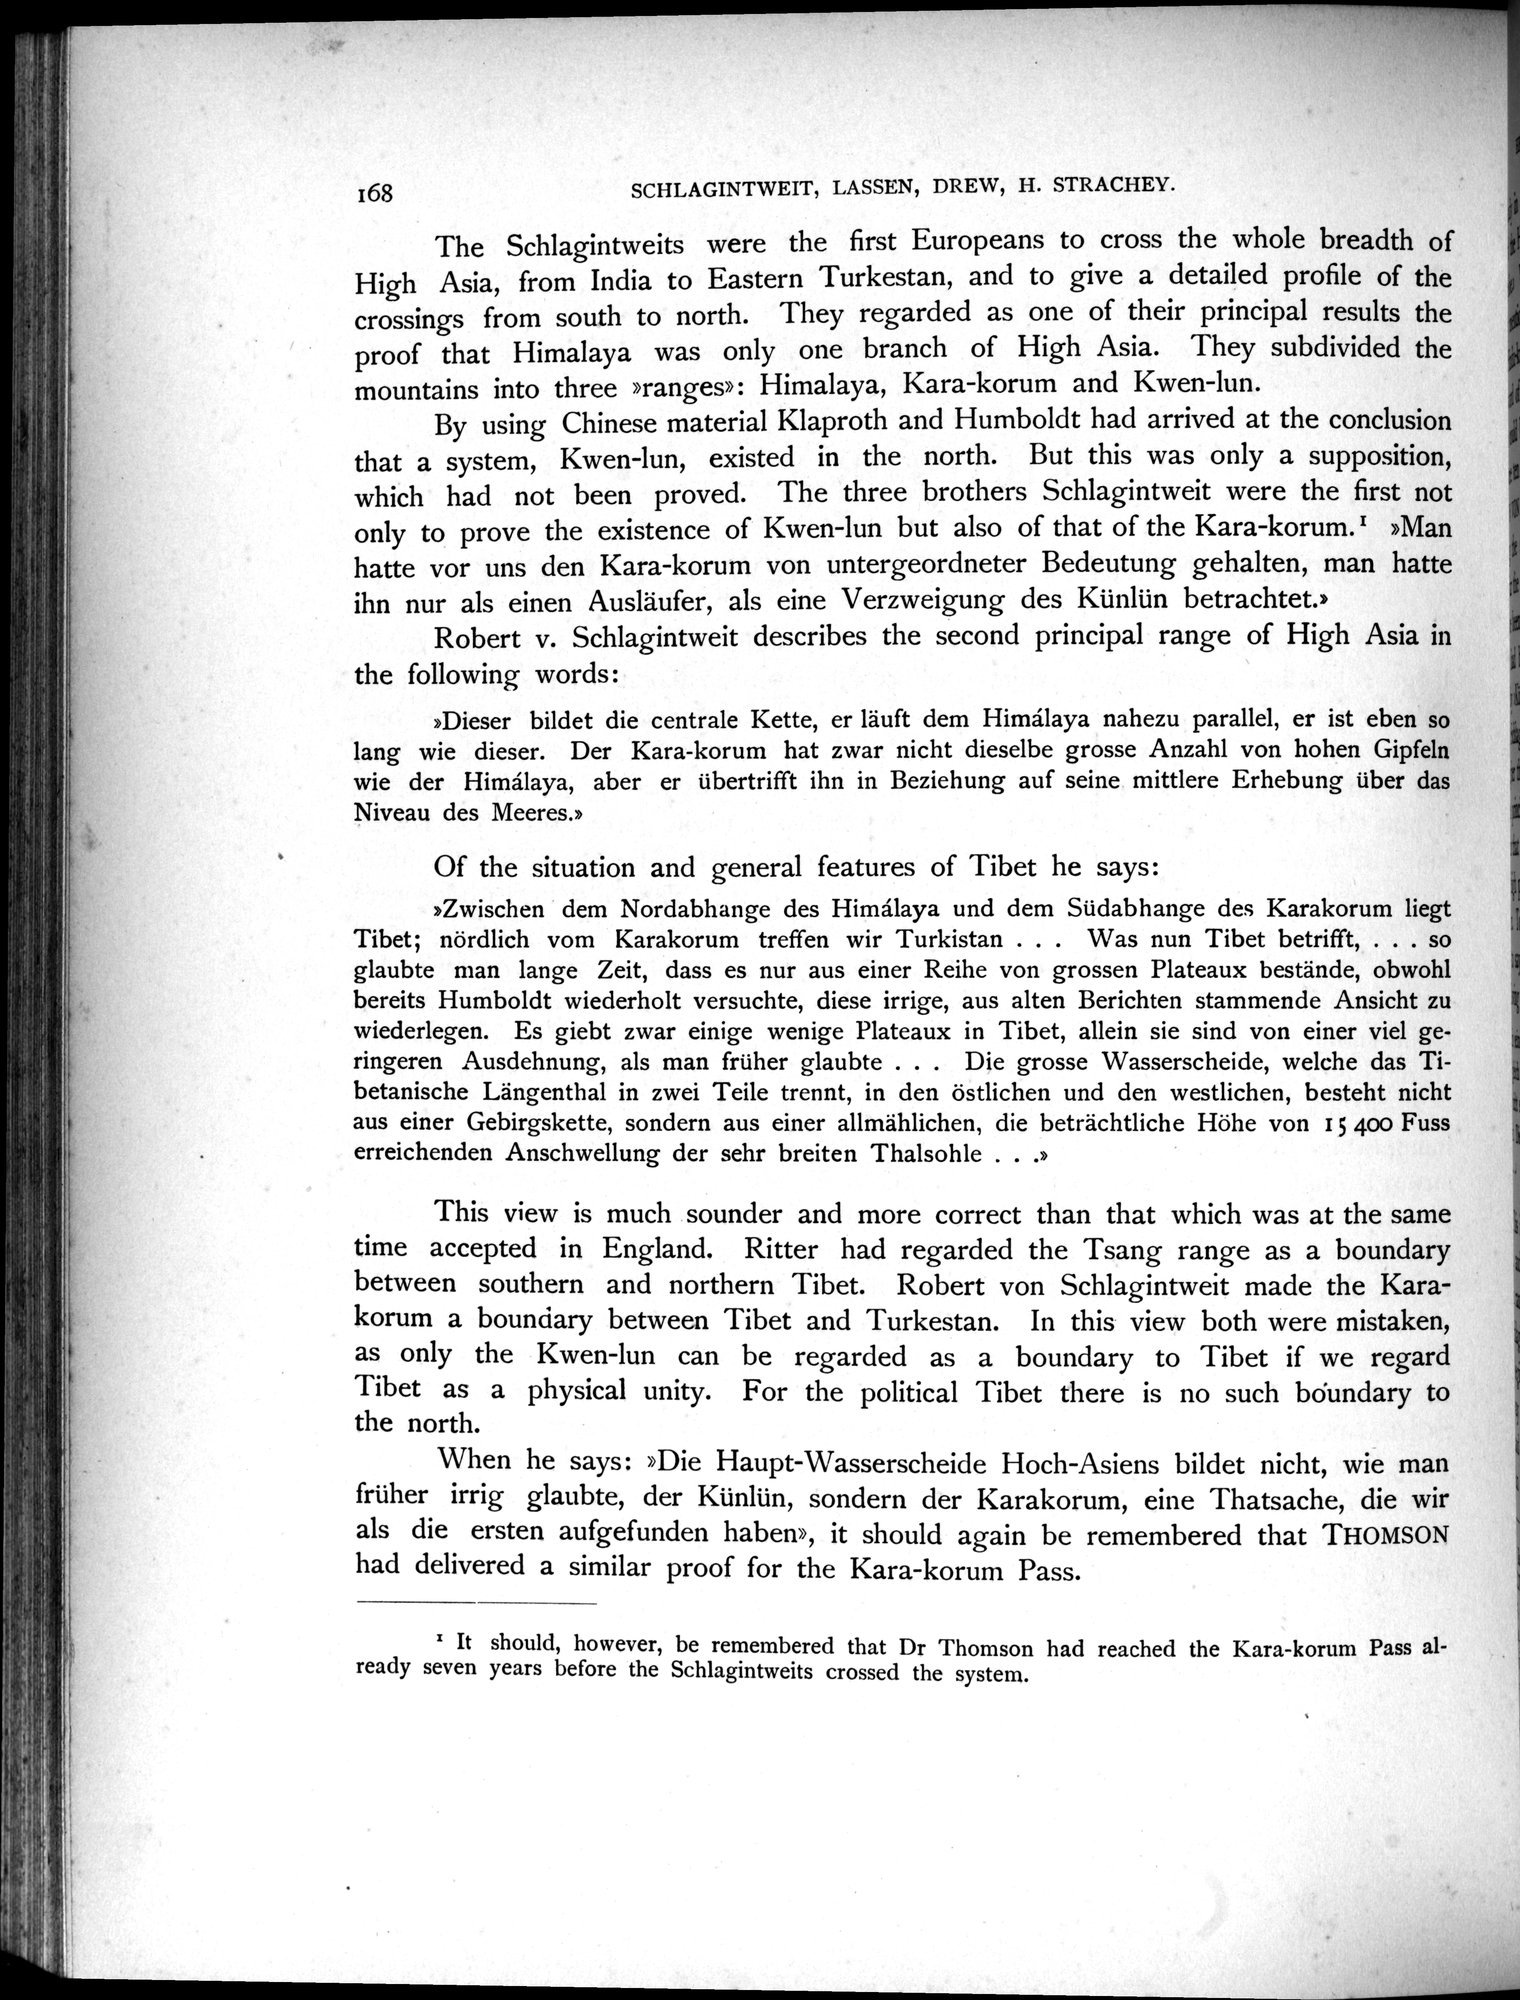 168
SCHLAGINTWEIT, LASSEN, DREW, H. STRACHEY.
The Schlagintweits were the first Europeans to cross the whole breadth of
High Asia, from India to Eastern Turkestan, and to give a detailed profile of the
crossings from south to north. They regarded as one of their principal results the
proof that Himalaya was only one branch of High Asia. They subdivided the
mountains into three »ranges»: Himalaya, Kara-korum and Kwen-lun.
By using Chinese material Klaproth and Humboldt had arrived at the conclusion
that a system, Kwen-lun, existed in the north. But this was only a supposition,
which had not been proved. The three brothers Schlagintweit were the first not
only to prove the existence of Kwen-lun but also of that of the Kara-korum.¹ »Man
hatte vor uns den Kara-korum von untergeordneter Bedeutung gehalten, man hatte
ihn nur als einen Ausläufer, als eine Verzweigung des Künlün betrachtet.»
Robert v. Schlagintweit describes the second principal range of High Asia in
the following words:
»Dieser bildet die centrale Kette, er läuft dem Himálaya nahezu parallel, er ist eben so
lang wie dieser. Der Kara-korum hat zwar nicht dieselbe grosse Anzahl von hohen Gipfeln
wie der Himálaya, aber er übertrifft ihn in Beziehung auf seine mittlere Erhebung über das
Niveau des Meeres.»
Of the situation and general features of Tibet he says:
»Zwischen dem Nordabhange des Himálaya und dem Südabhange des Karakorum liegt
Tibet; nördlich vom Karakorum treffen wir Turkistan . . . Was nun Tibet betrifft, . . . so
glaubte man lange Zeit, dass es nur aus einer Reihe von grossen Plateaux bestände, obwohl
bereits Humboldt wiederholt versuchte, diese irrige, aus alten Berichten stammende Ansicht zu
wiederlegen. Es giebt zwar einige wenige Plateaux in Tibet, allein sie sind von einer viel ge-
ringeren Ausdehnung, als man früher glaubte . . . Die grosse Wasserscheide, welche das Ti-
betanische Längenthal in zwei Teile trennt, in den östlichen und den westlichen, besteht nicht
aus einer Gebirgskette, sondern aus einer allmählichen, die beträchtliche Höhe von 15 400 Fuss
erreichenden Anschwellung der sehr breiten Thalsohle . . .»
This view is much sounder and more correct than that which was at the same
time accepted in England. Ritter had regarded the Tsang range as a boundary
between southern and northern Tibet. Robert von Schlagintweit made the Kara-
korum a boundary between Tibet and Turkestan. In this view both were mistaken,
as only the Kwen-lun can be regarded as a boundary to Tibet if we regard
Tibet as a physical unity. For the political Tibet there is no such boundary to
the north.
When he says: »Die Haupt-Wasserscheide Hoch-Asiens bildet nicht, wie man
früher irrig glaubte, der Künlün, sondern der Karakorum, eine Thatsache, die wir
als die ersten aufgefunden haben», it should again be remembered that THOMSON
had delivered a similar proof for the Kara-korum Pass.
¹ It should, however, be remembered that Dr Thomson had reached the Kara-korum Pass al-
ready seven years before the Schlagintweits crossed the system.